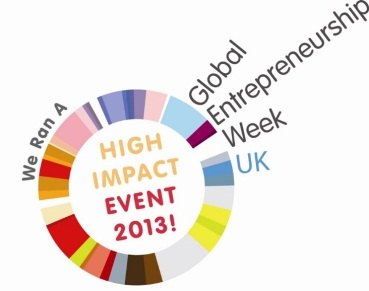 We Ran A
HIGH
IMPACT
EVENT
2013!
Global
Entrepreneurship
Week
UK